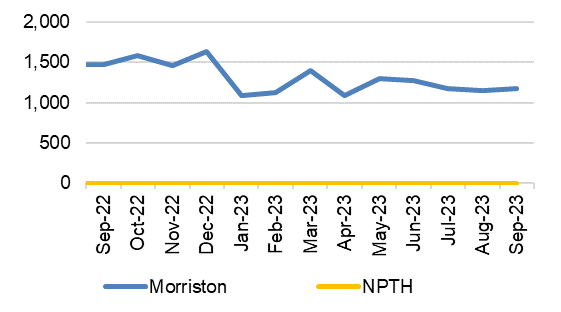 2,000
1,500
1,000
500
0
Sep-22
Oct-22
Nov-22
Dec-22
Jan-23
Feb-23
Mar-23
Apr-23
May-23
Jun-23
Jul-23
Aug-23
Sep-23
Morriston NPTH